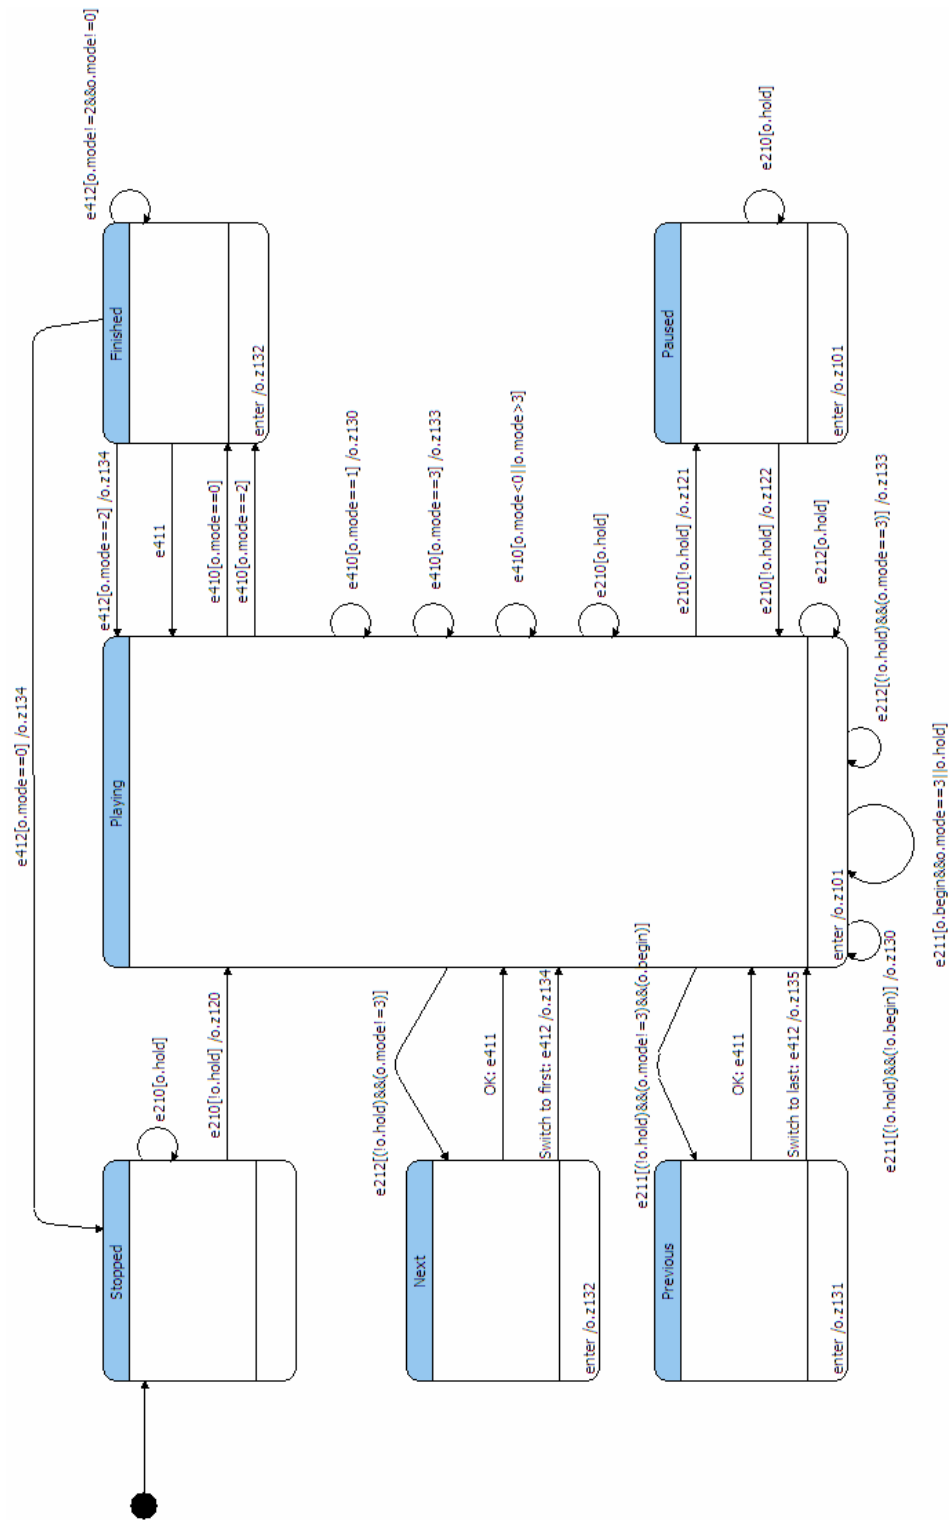 e412[o.mode==0] /o.z134
Stopped
e210[o.hold]
e210[!o.hold] /o.z120
Next
enter /o.z132
e212[(!o.hold)&&(o.mode!=3)]
OK: e411
Switch to first: e412 /o.z134
Previous
enter /o.z131
e211[(!o.hold)&&(o.mode!=3)&&(o.begin)]
OK: e411
Switch to last: e412 /o.z135
Playing
enter /o.z101
e211[(!o.hold)&&(!o.begin)] /o.z130
e211[o.begin&&o.mode==3||o.hold]
e212[(!o.hold)&&(o.mode==3)] /o.z133
e212[o.hold]
e412[o.mode==2] /o.z134
e411
e410[o.mode==0]
e410[o.mode==2]
e410[o.mode==1] /o.z130
e410[o.mode==3] /o.z133
e410[o.mode<0||o.mode>3]
e210[o.hold]
e210[!o.hold] /o.z121
e210[!o.hold] /o.z122
Finished
enter /o.z132
e412[o.mode!=2&&o.mode!=0]
Paused
enter /o.z101
e210[o.hold]